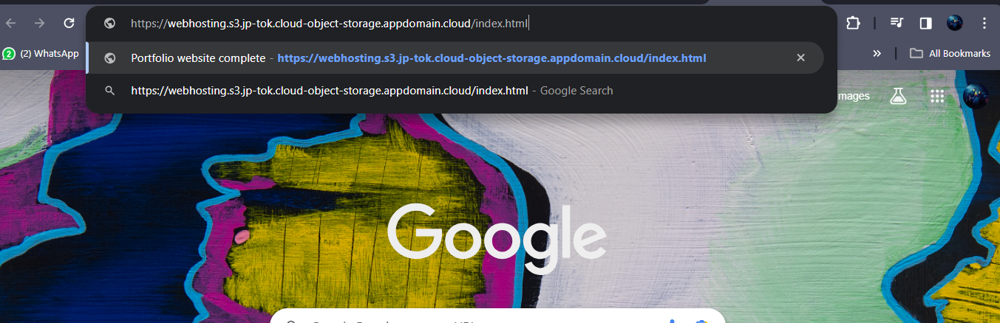 https://webhosting.s3.jp-tok.cloud-object-storage.appdomain.cloud/index.html
(2) WhatsApp
Portfolio website complete - https://webhosting.s3.jp-tok.cloud-object-storage.appdomain.cloud/index.html
All Bookmarks
https://webhosting.s3.jp-tok.cloud-object-storage.appdomain.cloud/index.html - Google Search
mages
Google